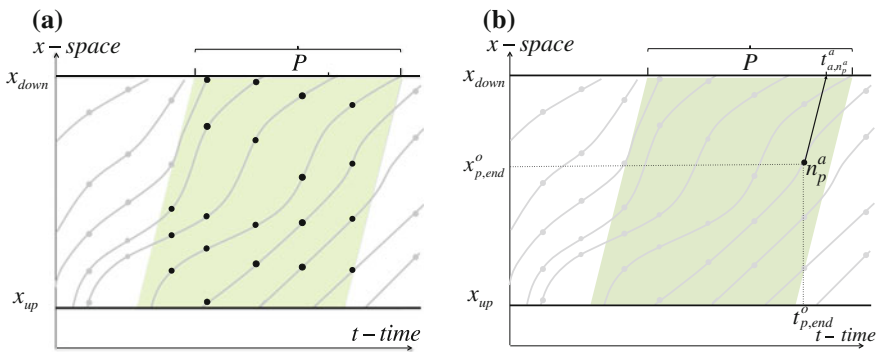 (a)
x – space
P
x_down
x_up
t – time
(b)
x – space
P
t^a_{a,n^a_p}
x_down
x^o_{p,end}
n^a_p
x_up
t^o_{p,end}
t – time